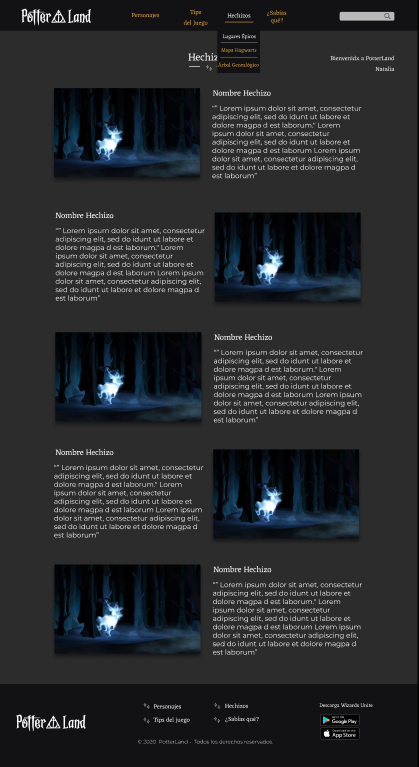 Potter Land
Personajes
Tips
del Juego
Hechizos
¿Sabías
qué?
Lugares Épicos
Mapa Hogwarts
Árbol Genealógico
Hechiz
Bienvenidx a PotterLand
Natalia
Nombre Hechizo
"" Lorem ipsum dolor sit amet, consectetur
adipiscing elit, sed do idunt ut labore et
dolore magpa d est laborum." Lorem
ipsum dolor sit amet, consectetur
adipiscing elit, sed do idunt ut labore et
dolore magpa d est laborum Lorem ipsum
dolor sit amet, consectetur adipiscing elit,
sed do idunt ut labore et dolore magpa d
est laborum"
Nombre Hechizo
"" Lorem ipsum dolor sit amet, consectetur
adipiscing elit, sed do idunt ut labore et
dolore magpa d est laborum." Lorem
ipsum dolor sit amet, consectetur
adipiscing elit, sed do idunt ut labore et
dolore magpa d est laborum Lorem ipsum
dolor sit amet, consectetur adipiscing elit,
sed do idunt ut labore et dolore magpa d
est laborum"
Nombre Hechizo
"" Lorem ipsum dolor sit amet, consectetur
adipiscing elit, sed do idunt ut labore et
dolore magpa d est laborum." Lorem
ipsum dolor sit amet, consectetur
adipiscing elit, sed do idunt ut labore et
dolore magpa d est laborum Lorem ipsum
dolor sit amet, consectetur adipiscing elit,
sed do idunt ut labore et dolore magpa d
est laborum"
Nombre Hechizo
"" Lorem ipsum dolor sit amet, consectetur
adipiscing elit, sed do idunt ut labore et
dolore magpa d est laborum." Lorem
ipsum dolor sit amet, consectetur
adipiscing elit, sed do idunt ut labore et
dolore magpa d est laborum Lorem ipsum
dolor sit amet, consectetur adipiscing elit,
sed do idunt ut labore et dolore magpa d
est laborum"
Nombre Hechizo
"" Lorem ipsum dolor sit amet, consectetur
adipiscing elit, sed do idunt ut labore et
dolore magpa d est laborum." Lorem
ipsum dolor sit amet, consectetur
adipiscing elit, sed do idunt ut labore et
dolore magpa d est laborum Lorem ipsum
dolor sit amet, consectetur adipiscing elit,
sed do idunt ut labore et dolore magpa d
est laborum"
Potter Land
Personajes
Tips del juego
Hechizos
¿Sabías qué?
Descarga Wizards Unite
Google Play
App Store
© 2020 PotterLand - Todos los derechos reservados.